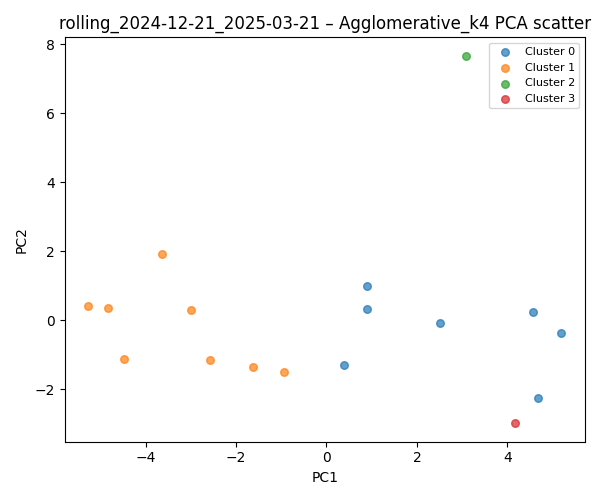 rolling_2024-12-21_2025-03-21 – Agglomerative_k4 PCA scatter
8
6
4
2
0
−2
PC2
Cluster 0
Cluster 1
Cluster 2
Cluster 3
−4 −2 0 2 4
PC1